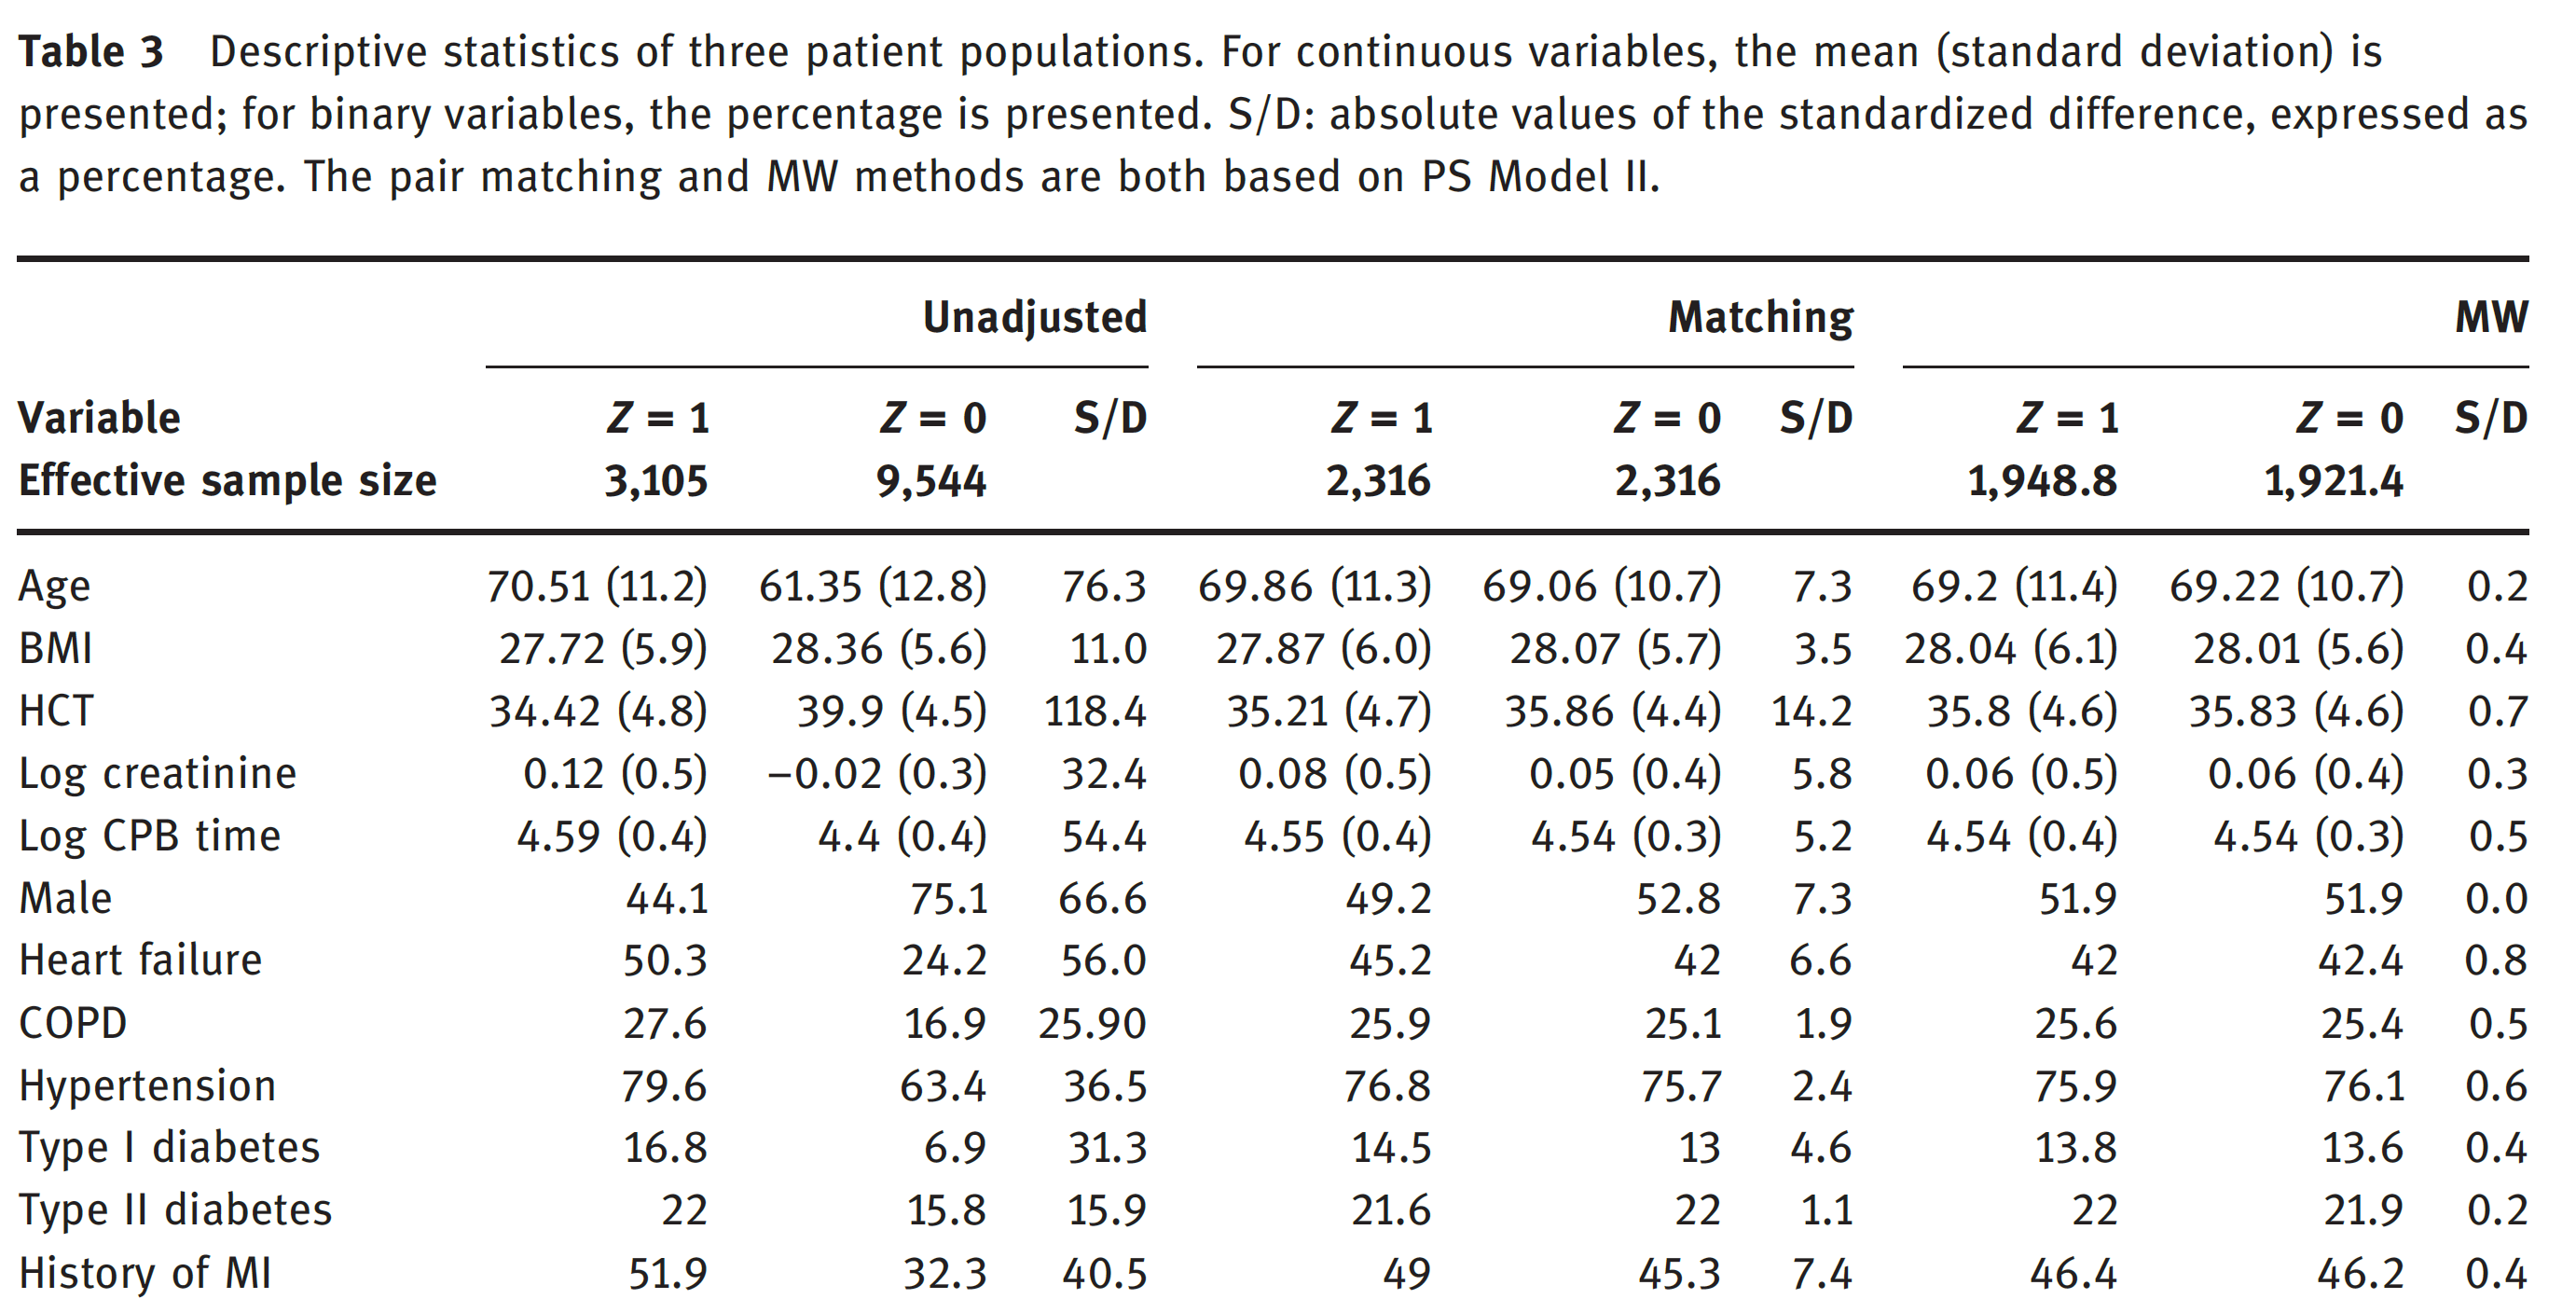 Table 3 Descriptive statistics of three patient populations. For continuous variables, the mean (standard deviation) is
presented; for binary variables, the percentage is presented. S/D: absolute values of the standardized difference, expressed as
a percentage. The pair matching and MW methods are both based on PS Model II.
Unadjusted Matching MW
Variable Z = 1 Z = 0 S/D Z = 1 Z = 0 S/D Z = 1 Z = 0 S/D
Effective sample size 3,105 9,544 2,316 2,316 1,948.8 1,921.4
Age 70.51 (11.2) 61.35 (12.8) 76.3 69.86 (11.3) 69.06 (10.7) 7.3 69.2 (11.4) 69.22 (10.7) 0.2
BMI 27.72 (5.9) 28.36 (5.6) 11.0 27.87 (6.0) 28.07 (5.7) 3.5 28.04 (6.1) 28.01 (5.6) 0.4
HCT 34.42 (4.8) 39.9 (4.5) 118.4 35.21 (4.7) 35.86 (4.4) 14.2 35.8 (4.6) 35.83 (4.6) 0.7
Log creatinine 0.12 (0.5) −0.02 (0.3) 32.4 0.08 (0.5) 0.05 (0.4) 5.8 0.06 (0.5) 0.06 (0.4) 0.3
Log CPB time 4.59 (0.4) 4.4 (0.4) 54.4 4.55 (0.4) 4.54 (0.3) 5.2 4.54 (0.4) 4.54 (0.3) 0.5
Male 44.1 75.1 66.6 49.2 52.8 7.3 51.9 51.9 0.0
Heart failure 50.3 24.2 56.0 45.2 42 6.6 42 42.4 0.8
COPD 27.6 16.9 25.90 25.9 25.1 1.9 25.6 25.4 0.5
Hypertension 79.6 63.4 36.5 76.8 75.7 2.4 75.9 76.1 0.6
Type I diabetes 16.8 6.9 31.3 14.5 13 4.6 13.8 13.6 0.4
Type II diabetes 22 15.8 15.9 21.6 22 1.1 22 21.9 0.2
History of MI 51.9 32.3 40.5 49 45.3 7.4 46.4 46.2 0.4